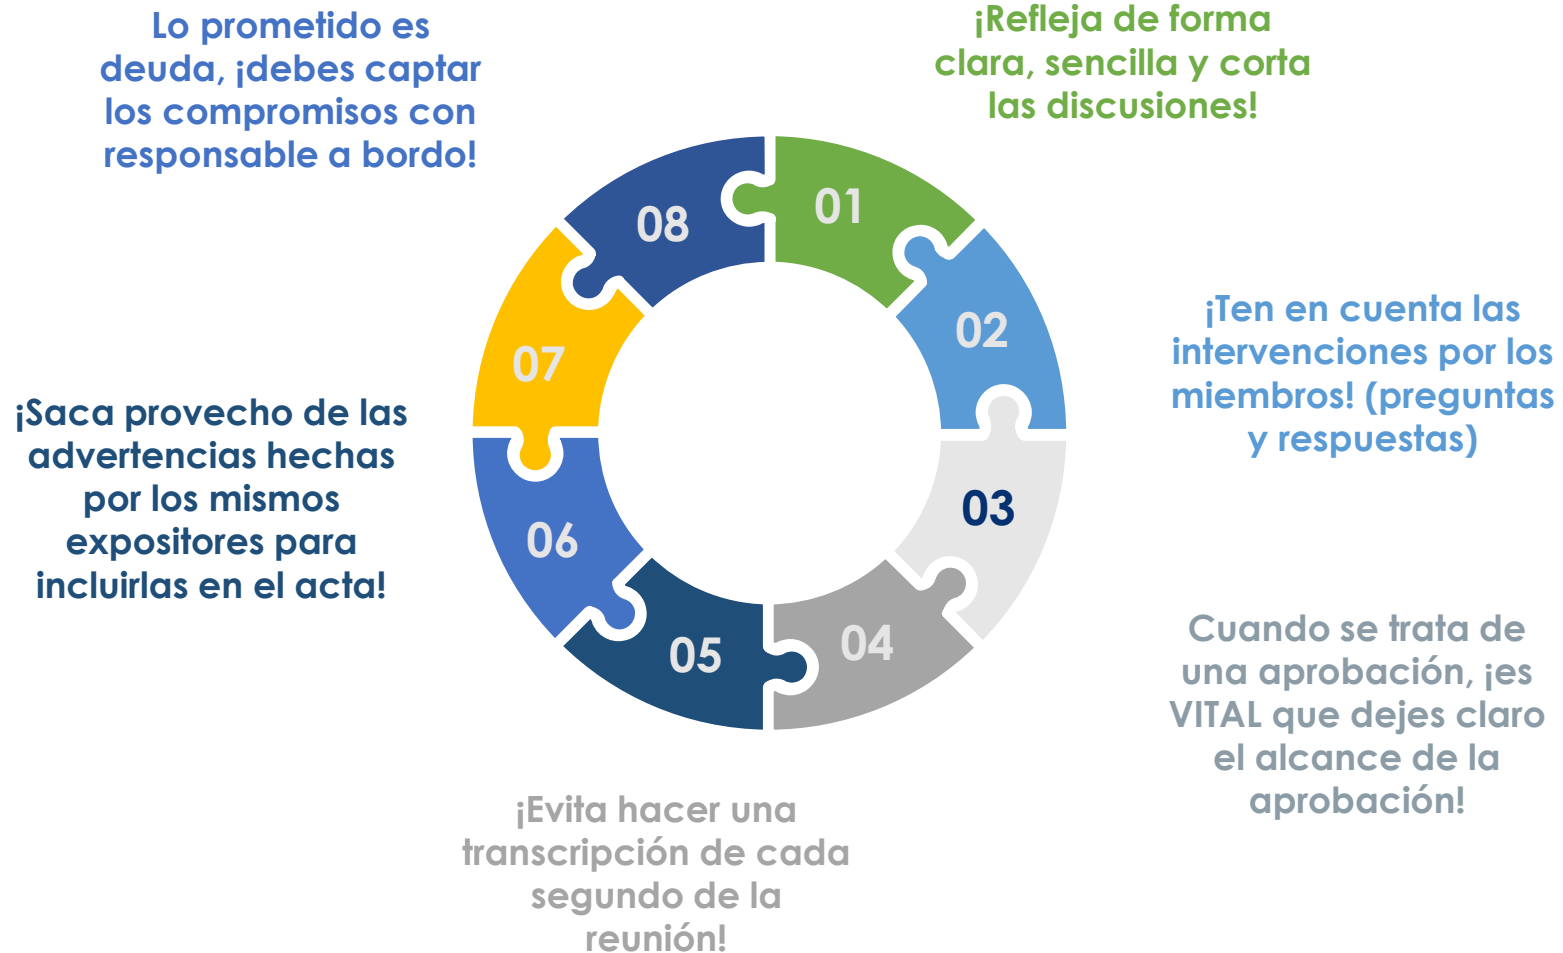 Lo prometido es
deuda, ¡debes captar
los compromisos con
responsable a bordo!
¡Refleja de forma
clara, sencilla y corta
las discusiones!
08
01
07
02
¡Ten en cuenta las
intervenciones por los
miembros! (preguntas
y respuestas)
¡Saca provecho de las
advertencias hechas
por los mismos
expositores para
incluirlas en el acta!
06
03
05
04
Cuando se trata de
una aprobación, ¡es
VITAL que dejes claro
el alcance de la
aprobación!
¡Evita hacer una
transcripción de cada
segundo de la
reunión!